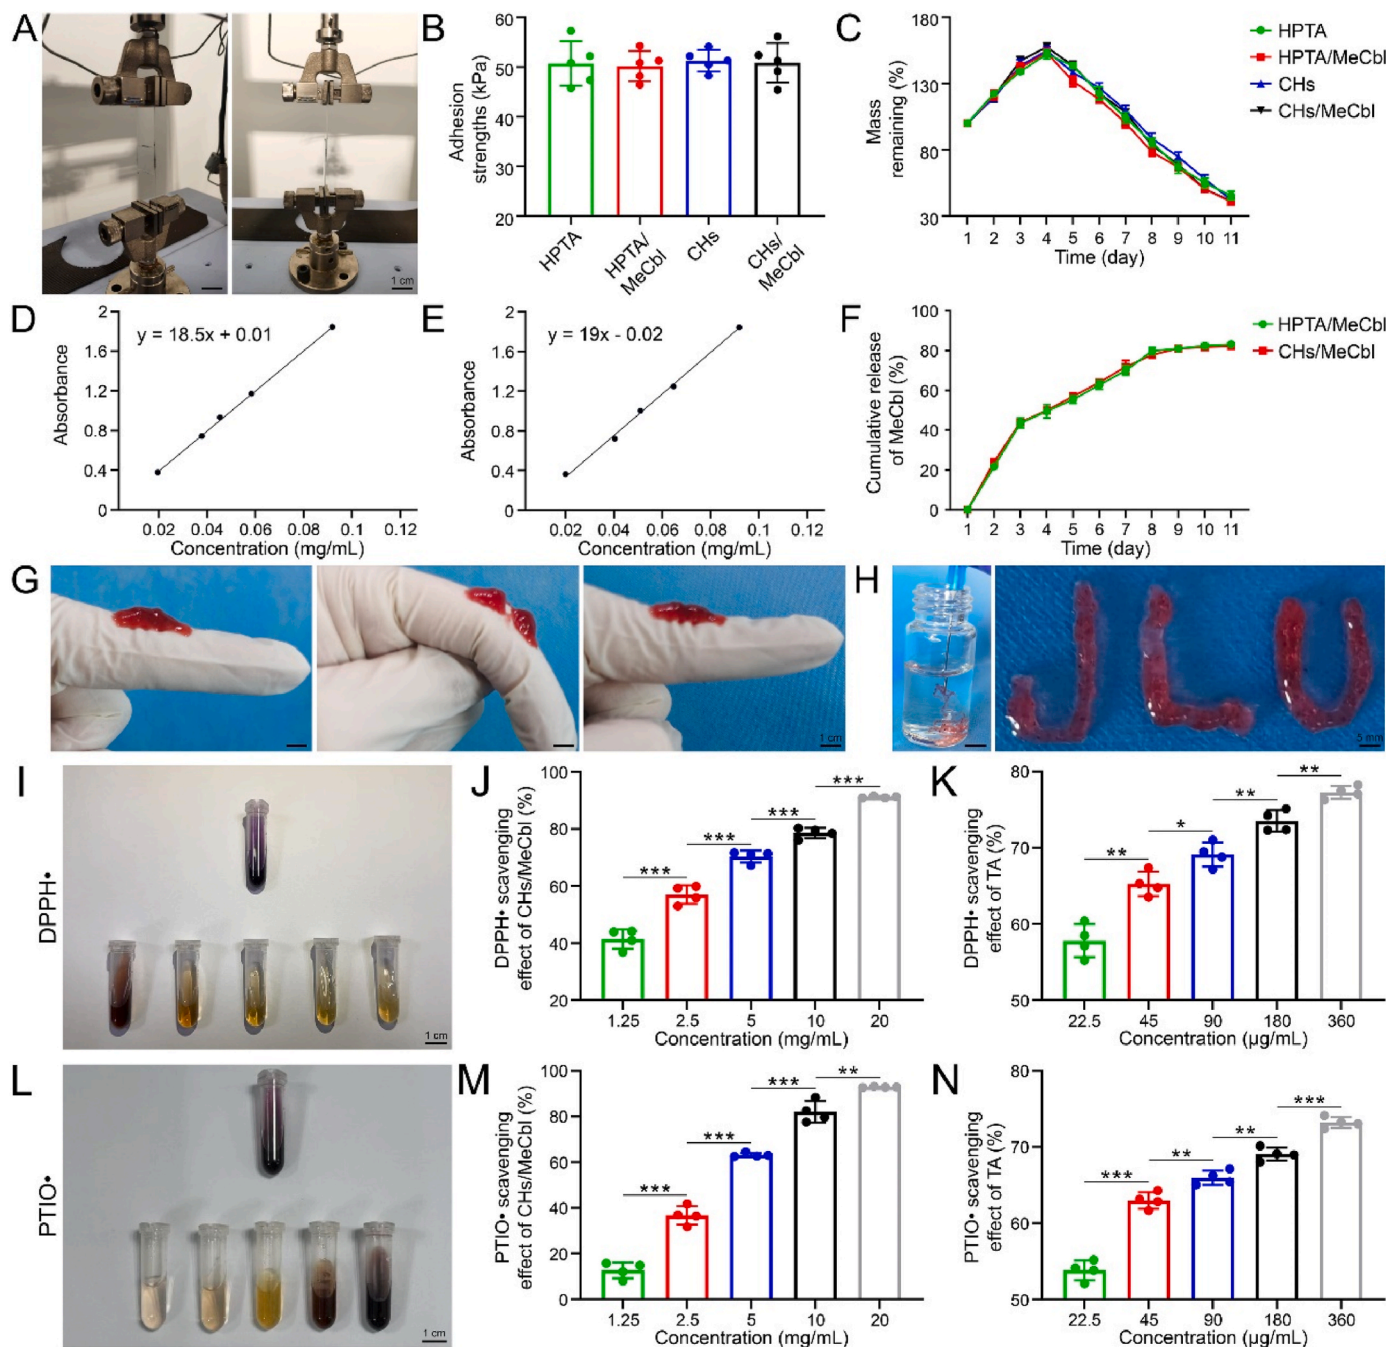 A
1 cm
B
Adhesion
strengths (kPa)
60
50
40
30
20
HPTA
HPTA/
MeCbl
CHs
CHs/
MeCbl
C
Mass
remaining (%)
180
130
80
30
1 2 3 4 5 6 7 8 9 10 11
Time (day)
HPTA
HPTA/MeCbl
CHs
CHs/MeCbl
D
y = 18.5x + 0.01
Absorbance
2
1.6
1.2
0.8
0.4
0
0.02 0.04 0.06 0.08 0.1 0.12
Concentration (mg/mL)
E
y = 19x - 0.02
Absorbance
2
1.6
1.2
0.8
0.4
0
0.02 0.04 0.06 0.08 0.1 0.12
Concentration (mg/mL)
F
Cumulative release
of MeCbl (%)
100
80
60
40
20
0
1 2 3 4 5 6 7 8 9 10 11
Time (day)
HPTA/MeCbl
CHs/MeCbl
G
1 cm
H
JLU
5 mm
I
DPPH•
1 cm
J
DPPH• scavenging
effect of CHs/MeCbl (%)
100
80
60
40
20
*** *** *** ***
1.25 2.5 5 10 20
Concentration (mg/mL)
K
DPPH• scavenging
effect of TA (%)
80
70
60
50
** * ** **
22.5 45 90 180 360
Concentration (μg/mL)
L
PTIO•
1 cm
M
PTIO• scavenging
effect of CHs/MeCbl (%)
100
80
60
40
20
0
*** *** *** **
1.25 2.5 5 10 20
Concentration (mg/mL)
N
PTIO• scavenging
effect of TA (%)
80
70
60
50
*** ** ** ***
22.5 45 90 180 360
Concentration (μg/mL)